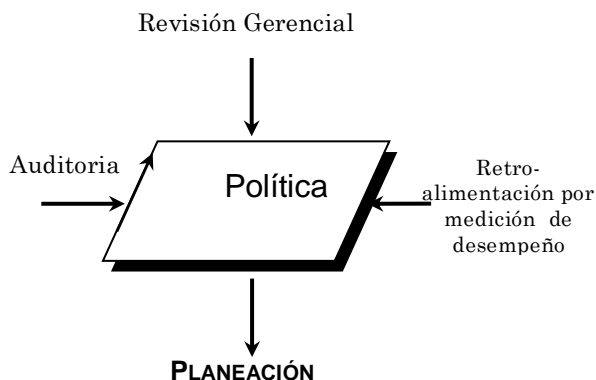 Revisión Gerencial
Auditoria
Política
Retro-
alimentación por
medición de
desempeño
PLANEACIÓN